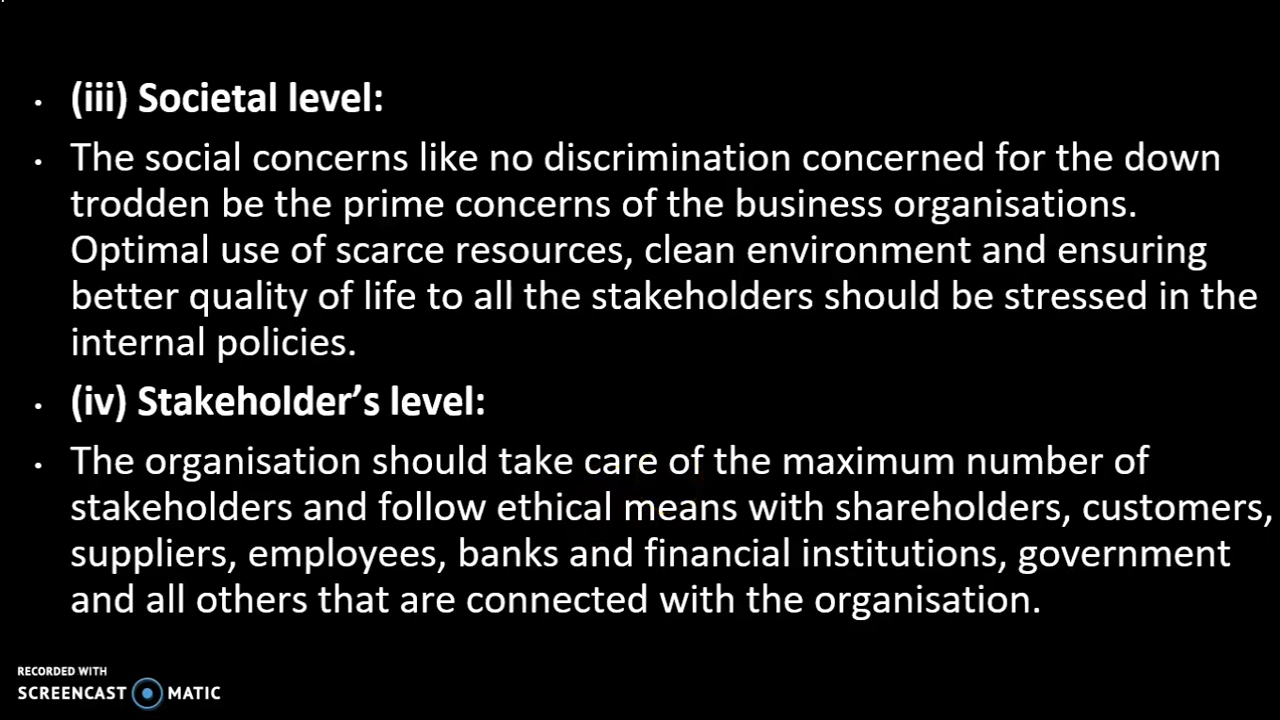 • (iii) Societal level:
• The social concerns like no discrimination concerned for the down
trodden be the prime concerns of the business organisations.
Optimal use of scarce resources, clean environment and ensuring
better quality of life to all the stakeholders should be stressed in the
internal policies.
• (iv) Stakeholder’s level:
• The organisation should take care of the maximum number of
stakeholders and follow ethical means with shareholders, customers,
suppliers, employees, banks and financial institutions, government
and all others that are connected with the organisation.
RECORDED WITH
SCREENCAST MATIC